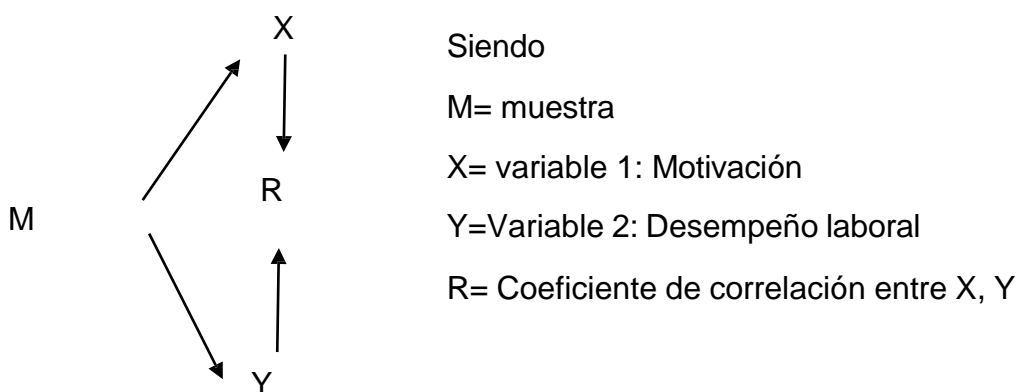 X
R
M
Y
Siendo
M= muestra
X= variable 1: Motivación
Y=Variable 2: Desempeño laboral
R= Coeficiente de correlación entre X, Y